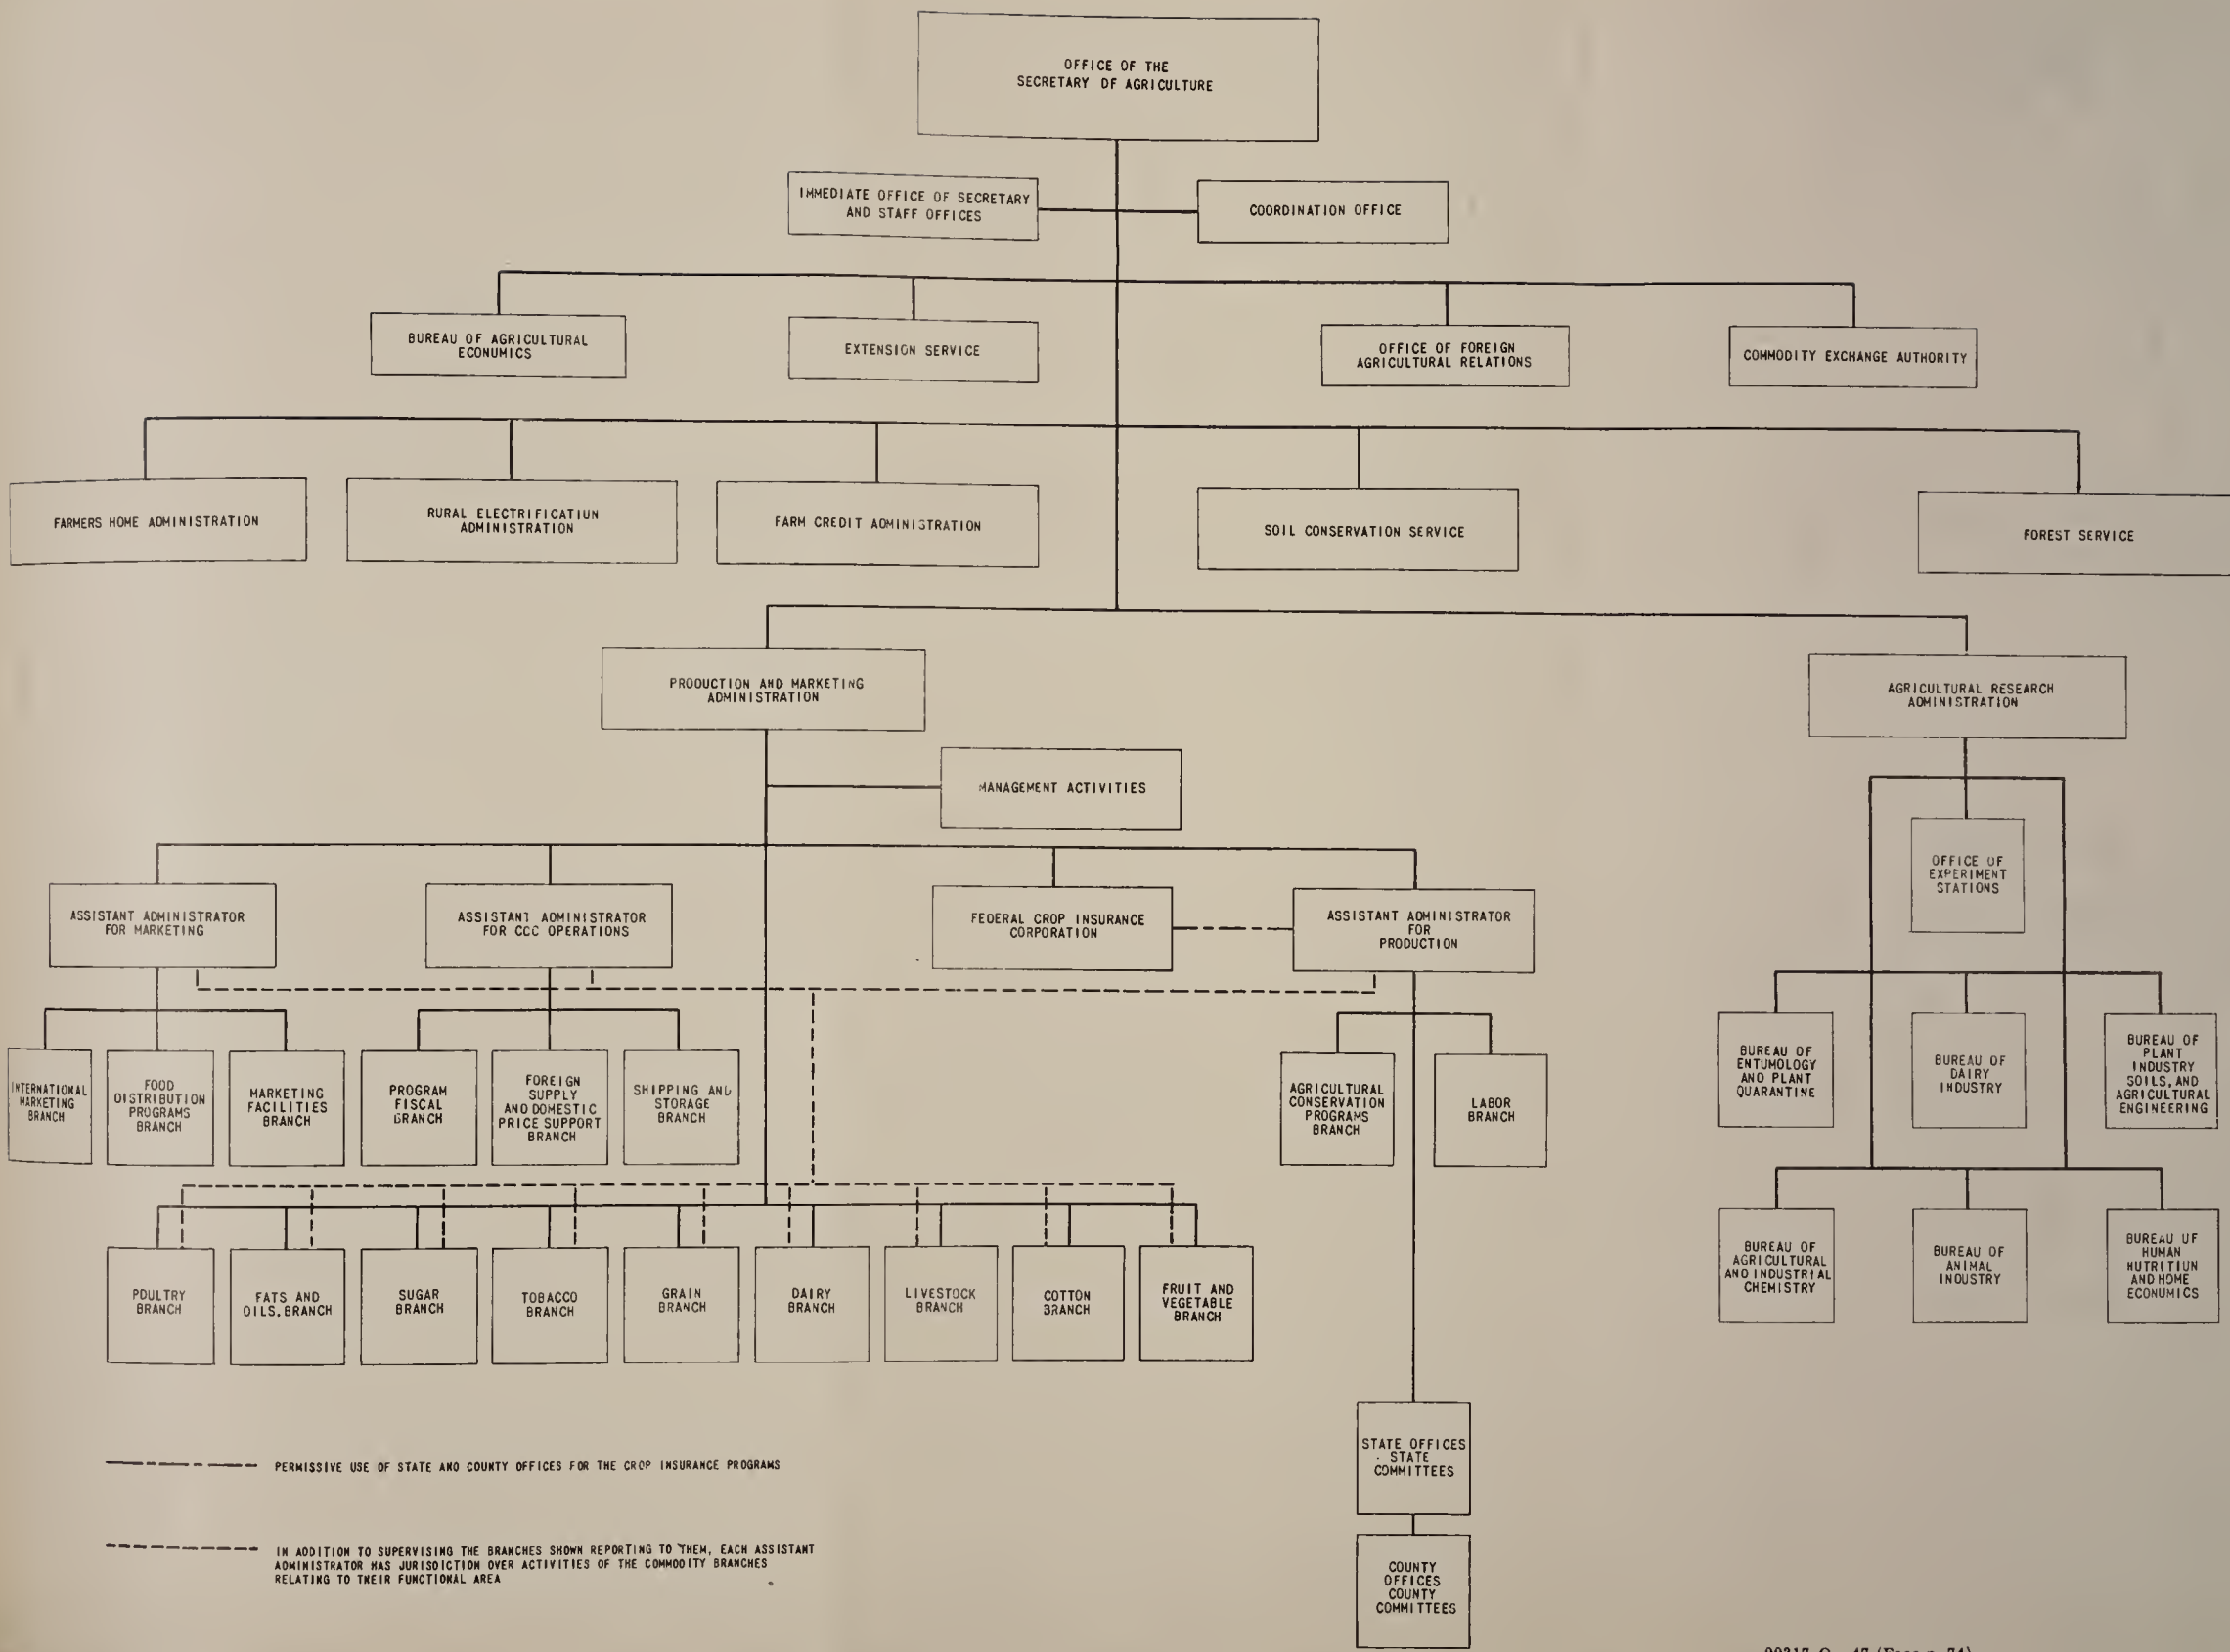 OFFICE OF THE
SECRETARY OF AGRICULTURE
IMMEDIATE OFFICE OF SECRETARY
AND STAFF OFFICES
COORDINATION OFFICE
BUREAU OF AGRICULTURAL
ECONOMICS
EXTENSION SERVICE
OFFICE OF FOREIGN
AGRICULTURAL RELATIONS
COMMODITY EXCHANGE AUTHORITY
FARMERS HOME ADMINISTRATION
RURAL ELECTRIFICATION
ADMINISTRATION
FARM CREDIT ADMINISTRATION
SOIL CONSERVATION SERVICE
FOREST SERVICE
PRODUCTION AND MARKETING
ADMINISTRATION
AGRICULTURAL RESEARCH
ADMINISTRATION
MANAGEMENT ACTIVITIES
OFFICE OF
EXPERIMENT
STATIONS
ASSISTANT ADMINISTRATOR
FOR MARKETING
ASSISTANT ADMINISTRATOR
FOR CCC OPERATIONS
FEDERAL CROP INSURANCE
CORPORATION
ASSISTANT ADMINISTRATOR
FOR
PRODUCTION
INTERNATIONAL
MARKETING
BRANCH
FOOD
DISTRIBUTION
PROGRAMS
BRANCH
MARKETING
FACILITIES
BRANCH
PROGRAM
FISCAL
BRANCH
FOREIGN
SUPPLY
AND DOMESTIC
PRICE SUPPORT
BRANCH
SHIPPING AND
STORAGE
BRANCH
AGRICULTURAL
CONSERVATION
PROGRAMS
BRANCH
LABOR
BRANCH
BUREAU OF
ENTOMOLOGY
AND PLANT
QUARANTINE
BUREAU OF
DAIRY
INDUSTRY
BUREAU OF
PLANT
INDUSTRY
SOILS, AND
AGRICULTURAL
ENGINEERING
POULTRY
BRANCH
FATS AND
OILS, BRANCH
SUGAR
BRANCH
TOBACCO
BRANCH
GRAIN
BRANCH
DAIRY
BRANCH
LIVESTOCK
BRANCH
COTTON
BRANCH
FRUIT AND
VEGETABLE
BRANCH
BUREAU OF
AGRICULTURAL
AND INDUSTRIAL
CHEMISTRY
BUREAU OF
ANIMAL
INDUSTRY
BUREAU OF
HUMAN
NUTRITION
AND HOME
ECONOMICS
STATE OFFICES
STATE
COMMITTEES
COUNTY
OFFICES
COUNTY
COMMITTEES
PERMISSIVE USE OF STATE AND COUNTY OFFICES FOR THE CROP INSURANCE PROGRAMS
IN ADDITION TO SUPERVISING THE BRANCHES SHOWN REPORTING TO THEM, EACH ASSISTANT
ADMINISTRATOR HAS JURISDICTION OVER ACTIVITIES OF THE COMMODITY BRANCHES
RELATING TO THEIR FUNCTIONAL AREA